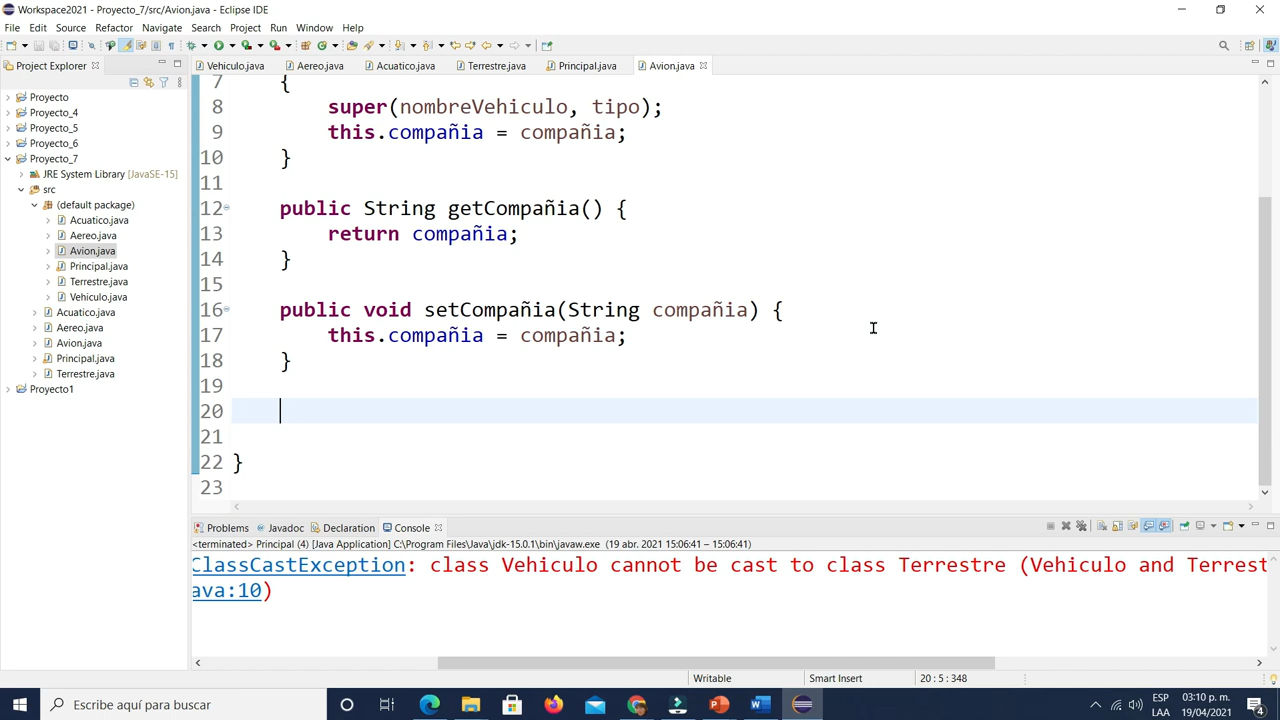 Workspace2021 - Proyecto_7/src/Avion.java - Eclipse IDE
File Edit Source Refactor Navigate Search Project Run Window Help
Project Explorer
Vehiculo.java Aereo.java Acuatico.java Terrestre.java Principal.java Avion.java
Proyecto
Proyecto_4
Proyecto_5
Proyecto_6
Proyecto_7
JRE System Library [JavaSE-15]
src
(default package)
Acuatico.java
Aereo.java
Avion.java
Principal.java
Terrestre.java
Vehiculo.java
Acuatico.java
Aereo.java
Avion.java
Principal.java
Terrestre.java
Proyecto1
7 {
8 super(nombreVehiculo, tipo);
9 this.compañia = compañia;
10 }
11
12 public String getCompañia() {
13 return compañia;
14 }
15
16 public void setCompañia(String compañia) {
17 this.compañia = compañia;
18 }
19
20
21
22 }
23
Problems Javadoc Declaration Console
<terminated> Principal (4) [Java Application] C:\Program Files\Java\jdk-15.0.1\bin\javaw.exe (19 abr. 2021 15:06:41 – 15:06:41)
ClassCastException: class Vehiculo cannot be cast to class Terrestre (Vehiculo and Terrest
ava:10)
Writable Smart Insert 20 : 5 : 348
Escribe aquí para buscar
ESP 03:10 p. m.
LAA 19/04/2021
4